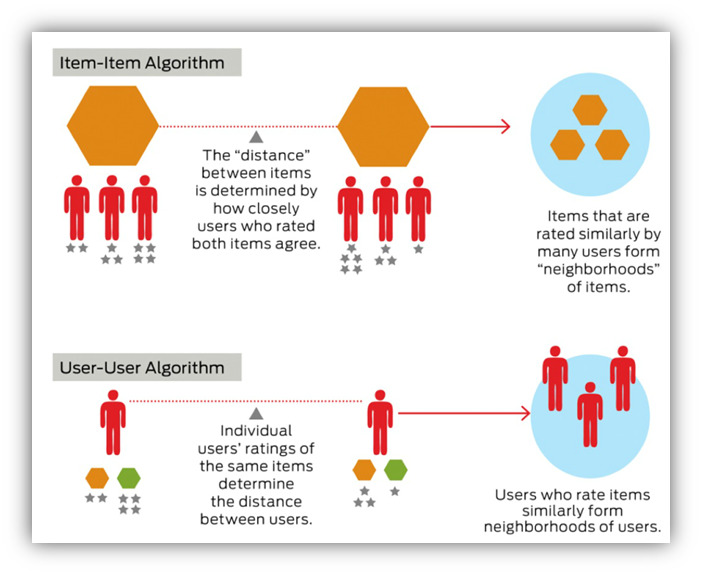 Item-Item Algorithm
The “distance”
between items
is determined by
how closely
users who rated
both items agree.
Items that are
rated similarly by
many users form
“neighborhoods”
of items.
User-User Algorithm
Individual
users’ ratings of
the same items
determine
the distance
between users.
Users who rate items
similarly form
neighborhoods of users.